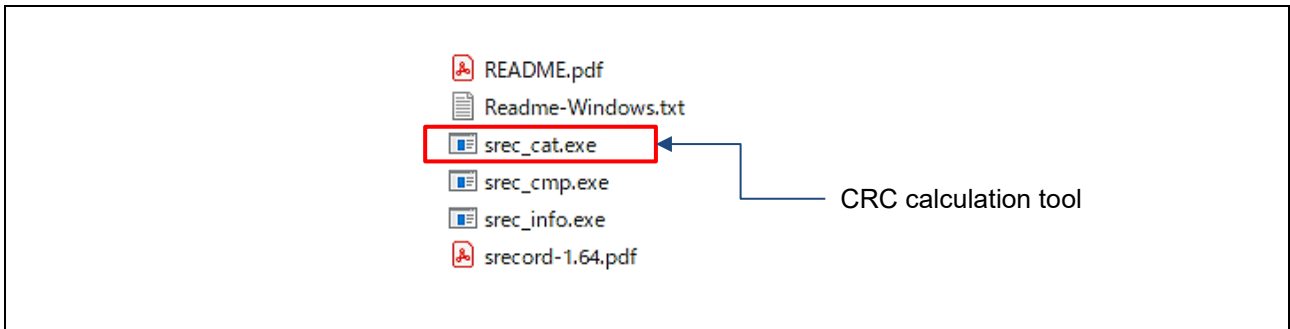 README.pdf
Readme-Windows.txt
srec_cat.exe
srec_cmp.exe
CRC calculation tool
srec_info.exe
srecord-1.64.pdf